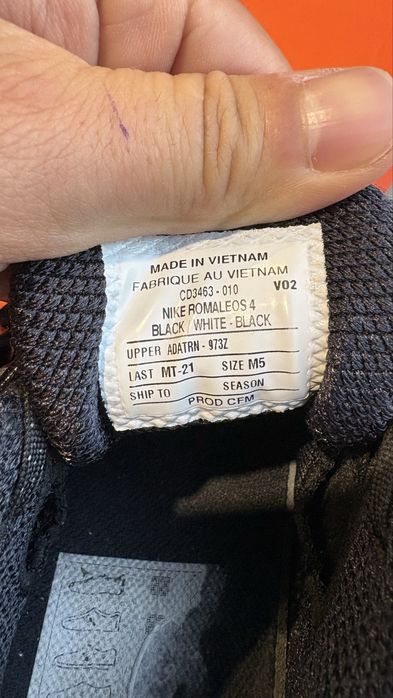 MADE IN VIETNAM
FABRIQUE AU VIETNAM
CD3463 - 010 V02
NIKE ROMALEOS 4
BLACK / WHITE - BLACK
UPPER ADATRN - 973Z
LAST MT-21 SIZE M5
SHIP TO SEASON
PROD CFM